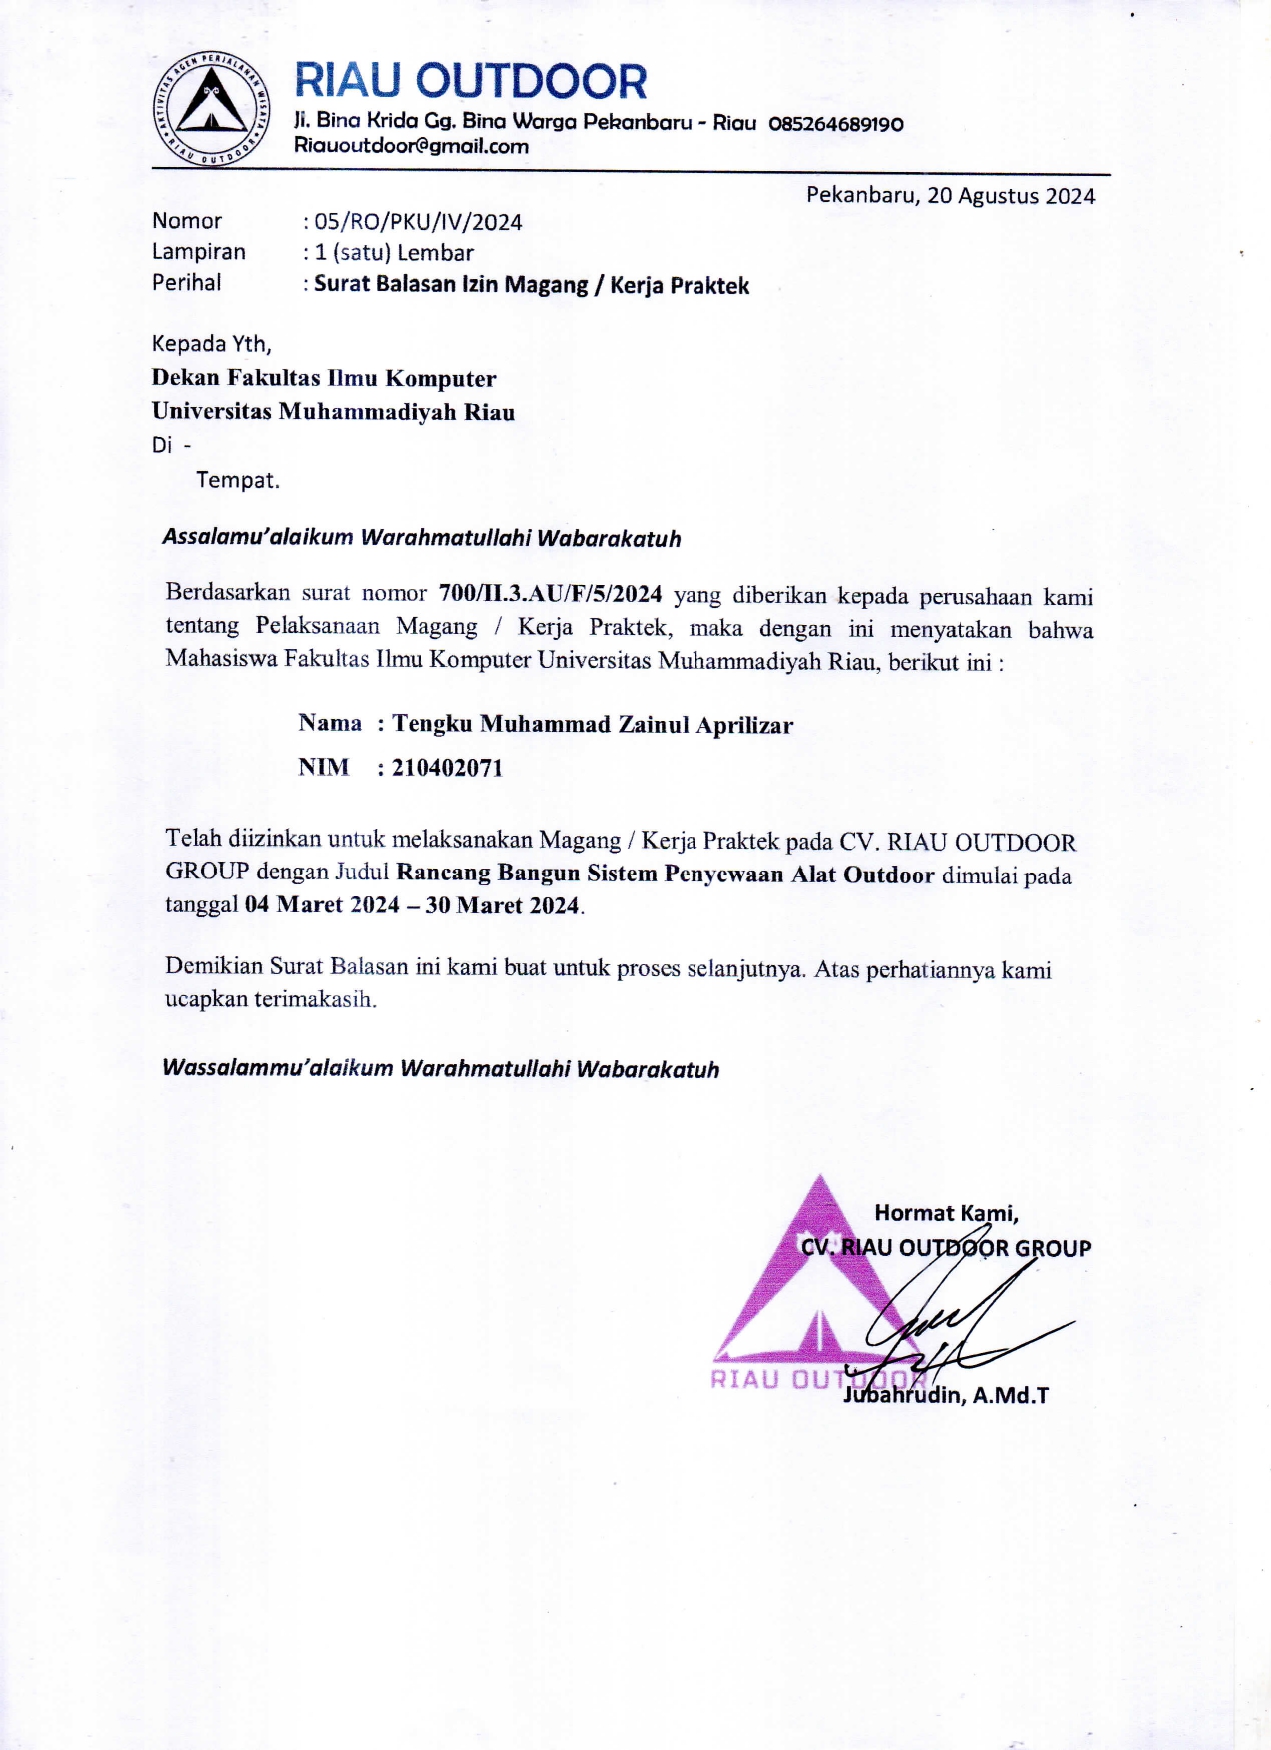 AKTIVITAS AGEN PERJALANAN WISATA
RIAU OUTDOOR
RIAU OUTDOOR
Jl. Bina Krida Gg. Bina Warga Pekanbaru - Riau 085264689190
Riauoutdoor@gmail.com
Pekanbaru, 20 Agustus 2024
Nomor : 05/RO/PKU/IV/2024
Lampiran : 1 (satu) Lembar
Perihal : Surat Balasan Izin Magang / Kerja Praktek
Kepada Yth,
Dekan Fakultas Ilmu Komputer
Universitas Muhammadiyah Riau
Di -
Tempat.
Assalamu'alaikum Warahmatullahi Wabarakatuh
Berdasarkan surat nomor 700/II.3.AU/F/5/2024 yang diberikan kepada perusahaan kami
tentang Pelaksanaan Magang / Kerja Praktek, maka dengan ini menyatakan bahwa
Mahasiswa Fakultas Ilmu Komputer Universitas Muhammadiyah Riau, berikut ini :
Nama : Tengku Muhammad Zainul Aprilizar
NIM : 210402071
Telah diizinkan untuk melaksanakan Magang / Kerja Praktek pada CV. RIAU OUTDOOR
GROUP dengan Judul Rancang Bangun Sistem Penyewaan Alat Outdoor dimulai pada
tanggal 04 Maret 2024 – 30 Maret 2024.
Demikian Surat Balasan ini kami buat untuk proses selanjutnya. Atas perhatiannya kami
ucapkan terimakasih.
Wassalammu'alaikum Warahmatullahi Wabarakatuh
Hormat Kami,
CV. RIAU OUTDOOR GROUP
RIAU OUTDOOR
Jubahrudin, A.Md.T